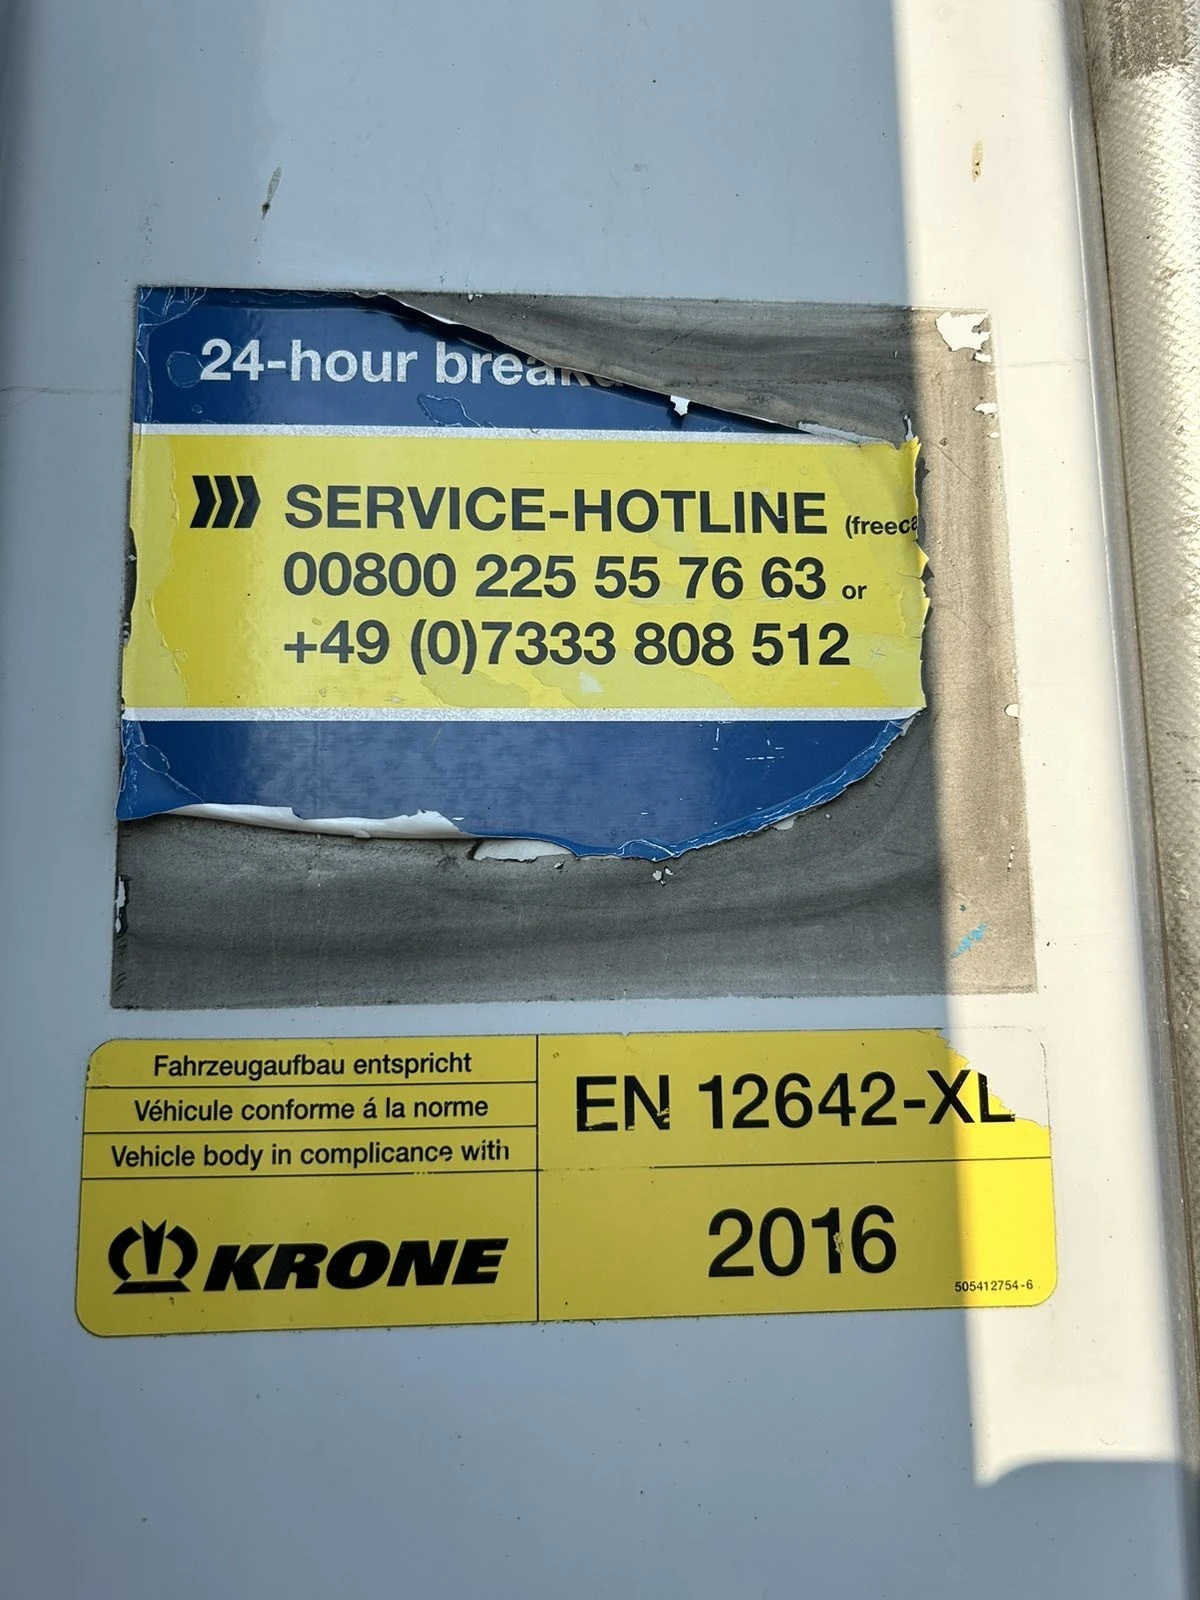 24-hour
SERVICE-HOTLINE
00800 225 55 76 63 or
+49 (0)7333 808 512
Fahrzeugaufbau entspricht
Véhicule conforme á la norme
Vehicle body in complicance with
KRONE
EN 12642-XL
2016
505412754-6